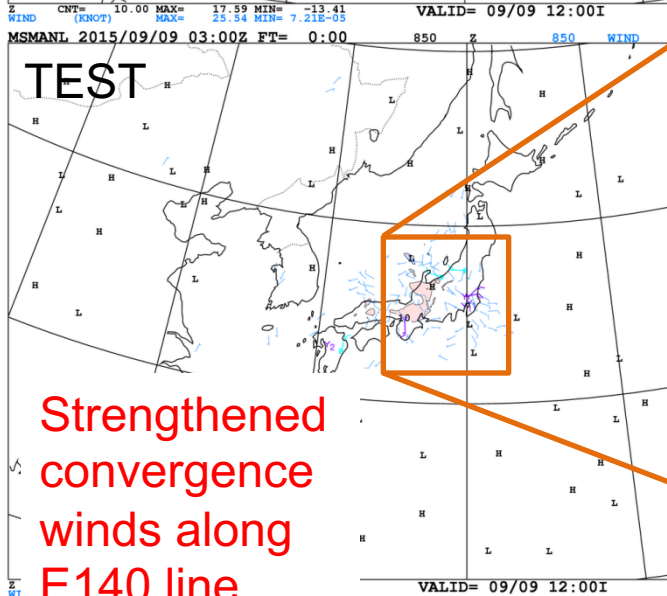 Z CNT= 10.00 MAX= 17.59 MIN= -13.41
WIND (KNOT) MAX= 25.54 MIN= 7.21E-05
VALID= 09/09 12:00I
MSMANL 2015/09/09 03:00Z FT= 0:00 850 Z 850 WIND
TEST
Strengthened
convergence
winds along
E140 line
VALID= 09/09 12:00I